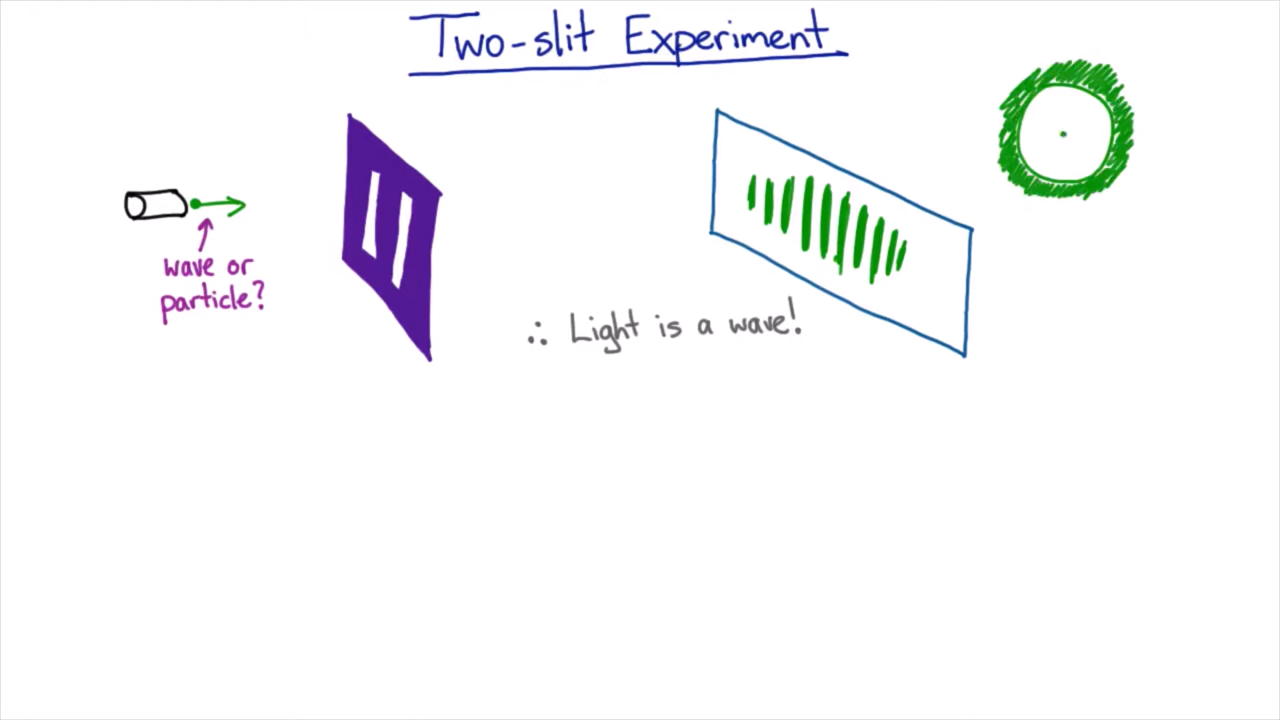 Two-slit Experiment
wave or
particle?
∴ Light is a wave!